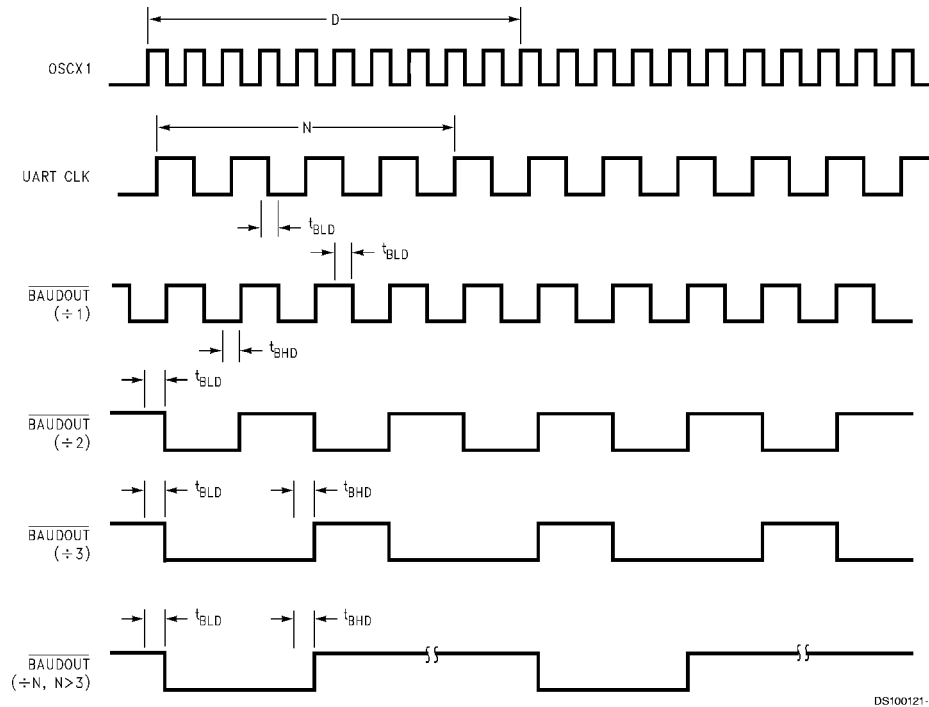 D
OSCX1
N
UART CLK
tBLD
tBLD
BAUDOUT
(÷1)
tBHD
tBLD
BAUDOUT
(÷2)
tBLD
tBHD
BAUDOUT
(÷3)
tBLD
tBHD
BAUDOUT
(÷N, N>3)
DS100121-